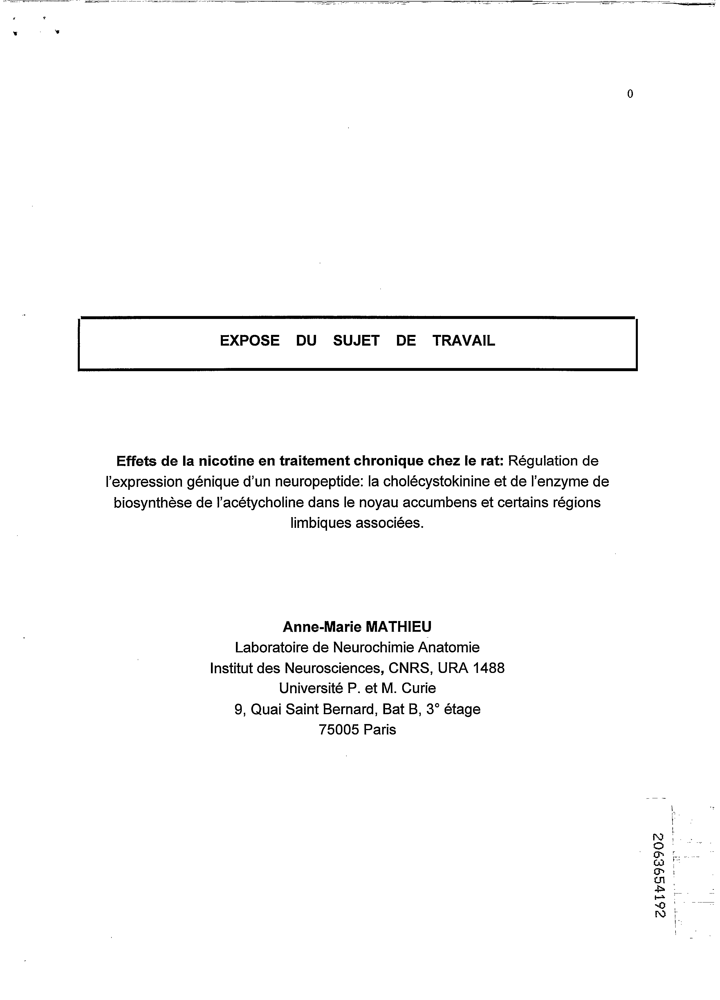 0
EXPOSE DU SUJET DE TRAVAIL
Effets de la nicotine en traitement chronique chez le rat: Régulation de
l'expression génique d'un neuropeptide: la cholécystokinine et de l'enzyme de
biosynthèse de l'acétycholine dans le noyau accumbens et certains régions
limbiques associées.
Anne-Marie MATHIEU
Laboratoire de Neurochimie Anatomie
Institut des Neurosciences, CNRS, URA 1488
Université P. et M. Curie
9, Quai Saint Bernard, Bat B, 3° étage
75005 Paris
2063654192